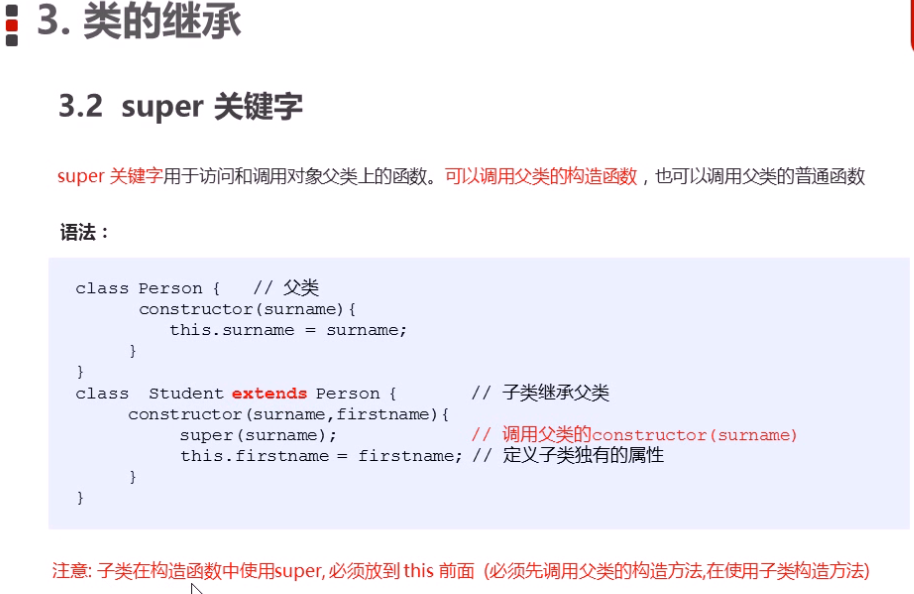 3. 类的继承
3.2 super 关键字
super 关键字用于访问和调用对象父类上的函数。可以调用父类的构造函数，也可以调用父类的普通函数
语法：
class Person {   // 父类
      constructor(surname){
         this.surname = surname;
     }
}
class  Student extends Person {       // 子类继承父类
     constructor(surname,firstname){
          super(surname);             // 调用父类的constructor(surname)
          this.firstname = firstname; // 定义子类独有的属性
     }
}
注意: 子类在构造函数中使用super, 必须放到 this 前面 (必须先调用父类的构造方法,在使用子类构造方法)